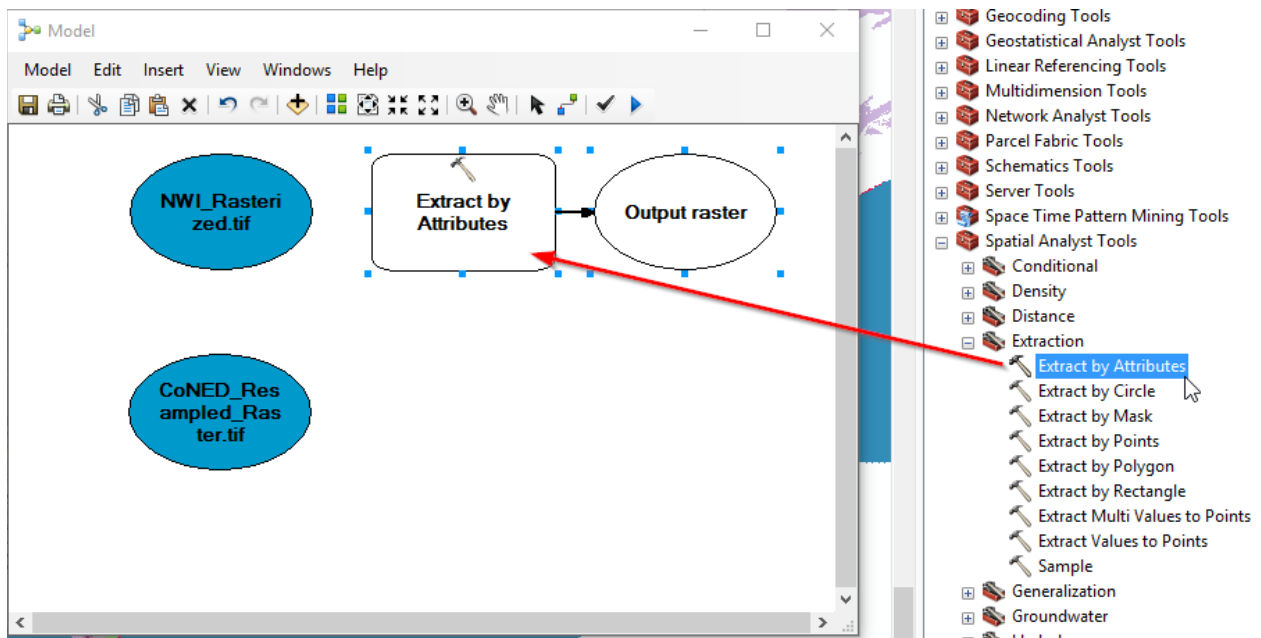 Model
Model Edit Insert View Windows Help
NWI_Rasteri
zed.tif
Extract by
Attributes
Output raster
CoNED_Res
ampled_Ras
ter.tif
Geocoding Tools
Geostatistical Analyst Tools
Linear Referencing Tools
Multidimension Tools
Network Analyst Tools
Parcel Fabric Tools
Schematics Tools
Server Tools
Space Time Pattern Mining Tools
Spatial Analyst Tools
Conditional
Density
Distance
Extraction
Extract by Attributes
Extract by Circle
Extract by Mask
Extract by Points
Extract by Polygon
Extract by Rectangle
Extract Multi Values to Points
Extract Values to Points
Sample
Generalization
Groundwater